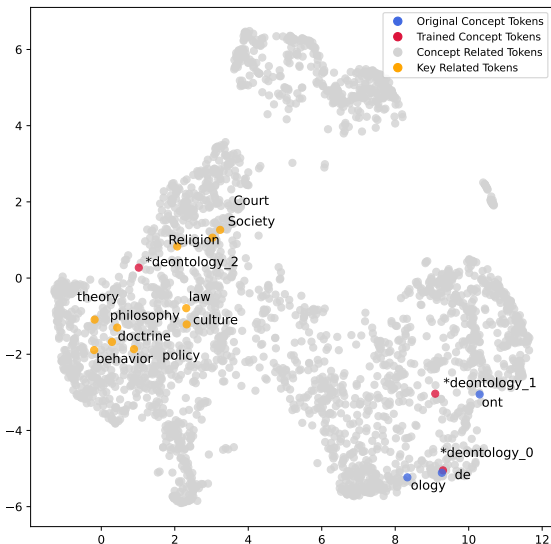 Original Concept Tokens
Trained Concept Tokens
Concept Related Tokens
Key Related Tokens
6
4
2
0
−2
−4
−6
Court
Society
Religion
*deontology_2
theory
law
philosophy
culture
doctrine
behavior
policy
*deontology_1
ont
*deontology_0
de
ology
0
2
4
6
8
10
12